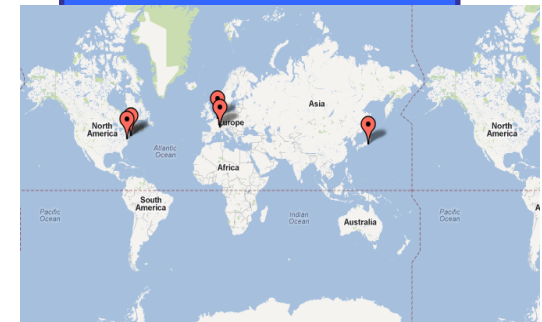 Asia
North
America
Europe
North
America
Atlantic
Ocean
Africa
South
America
Pacific
Ocean
Indian
Ocean
Australia
Pacific
Ocean
A